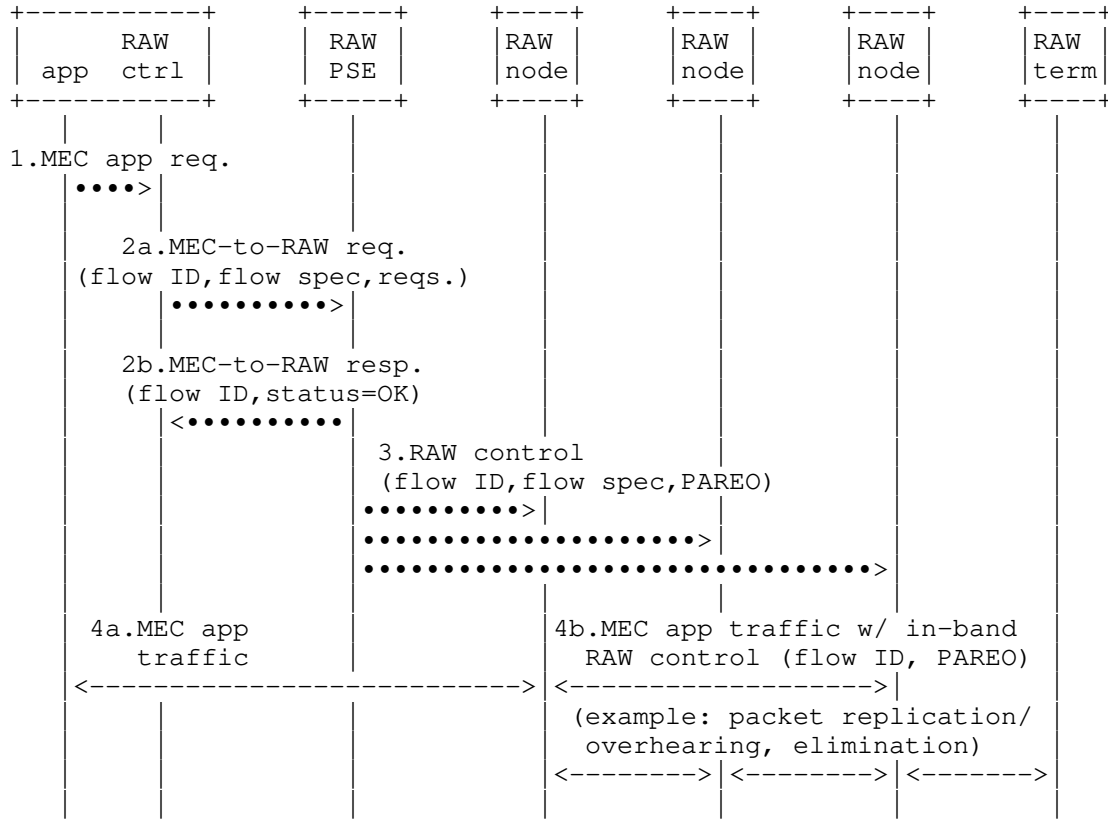 RAW RAW RAW RAW RAW RAW
app ctrl PSE node node node term
1.MEC app req.
2a.MEC-to-RAW req.
(flow ID,flow spec,reqs.)
2b.MEC-to-RAW resp.
(flow ID,status=OK)
3.RAW control
(flow ID,flow spec,PAREO)
4a.MEC app 4b.MEC app traffic w/ in-band
traffic RAW control (flow ID, PAREO)
(example: packet replication/
overhearing, elimination)